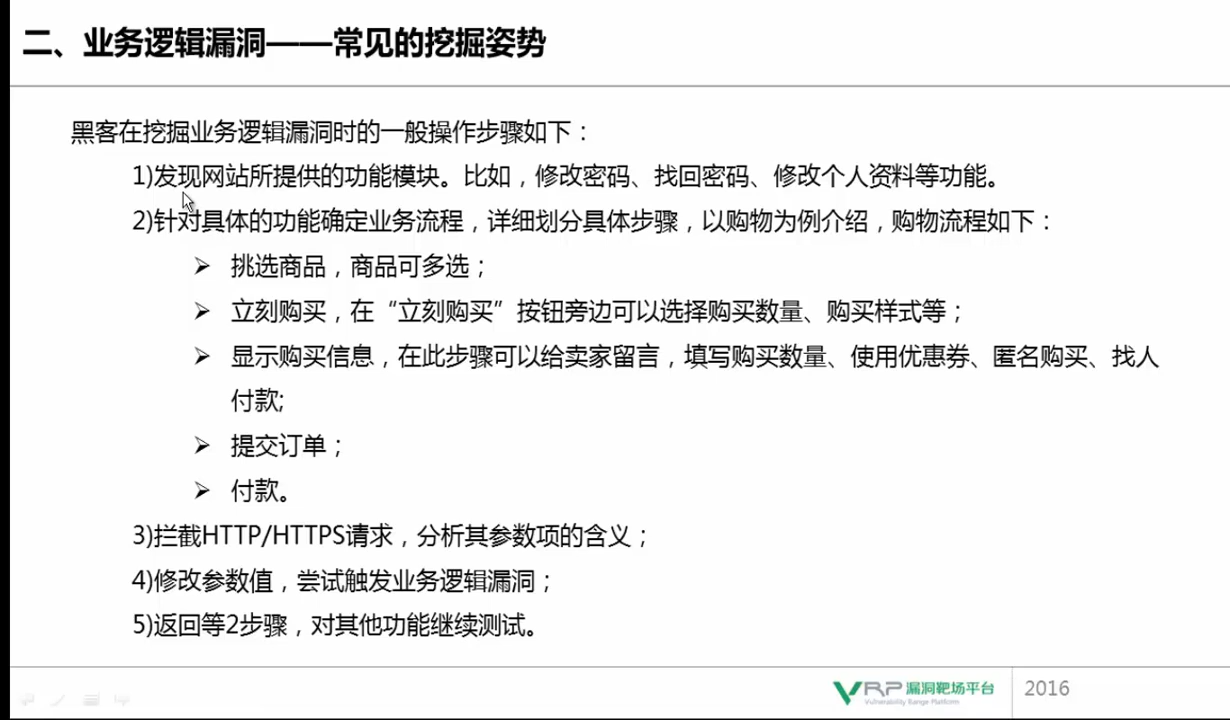 二、业务逻辑漏洞——常见的挖掘姿势
黑客在挖掘业务逻辑漏洞时的一般操作步骤如下：
1)发现网站所提供的功能模块。比如，修改密码、找回密码、修改个人资料等功能。
2)针对具体的功能确定业务流程，详细划分具体步骤，以购物为例介绍，购物流程如下：
➢ 挑选商品，商品可多选；
➢ 立刻购买，在“立刻购买”按钮旁边可以选择购买数量、购买样式等；
➢ 显示购买信息，在此步骤可以给卖家留言，填写购买数量、使用优惠券、匿名购买、找人
付款;
➢ 提交订单；
➢ 付款。
3)拦截HTTP/HTTPS请求，分析其参数项的含义；
4)修改参数值，尝试触发业务逻辑漏洞；
5)返回等2步骤，对其他功能继续测试。
VRP 漏洞靶场平台 2016
Vulnerability Range Platform